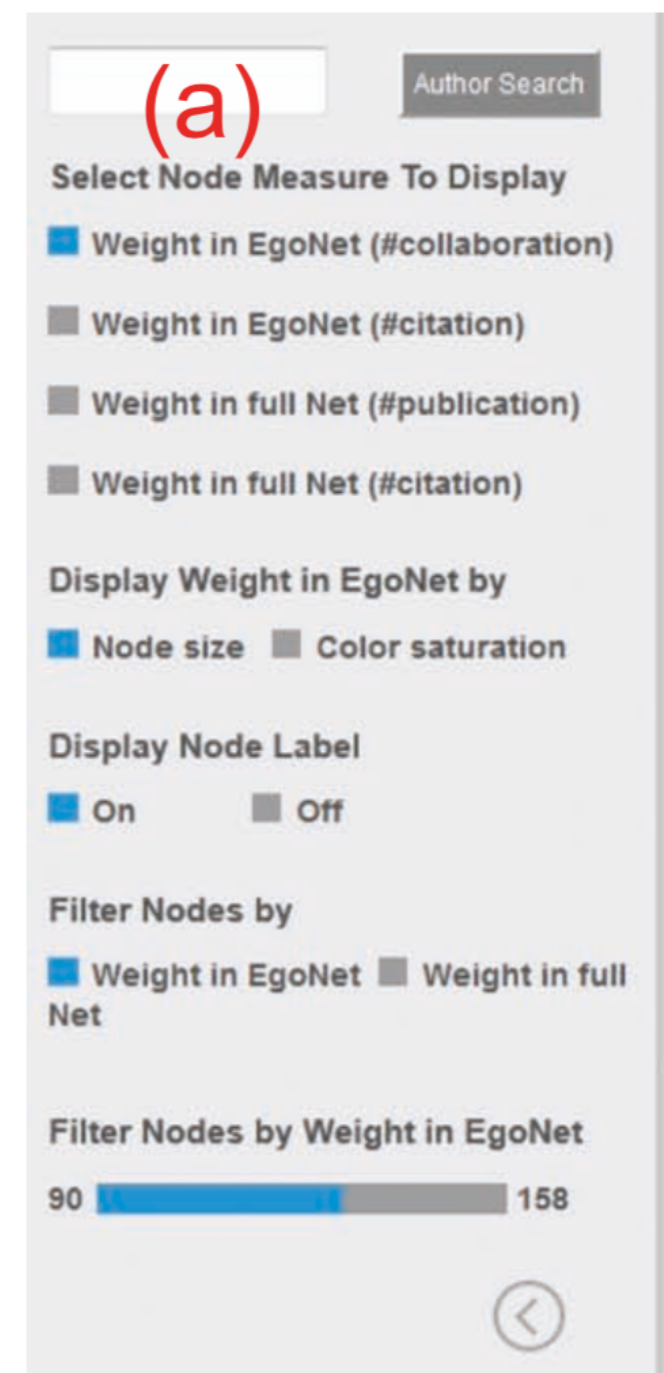 (a)
Author Search
Select Node Measure To Display
Weight in EgoNet (#collaboration)
Weight in EgoNet (#citation)
Weight in full Net (#publication)
Weight in full Net (#citation)
Display Weight in EgoNet by
Node size Color saturation
Display Node Label
On Off
Filter Nodes by
Weight in EgoNet Weight in full
Net
Filter Nodes by Weight in EgoNet
90 158